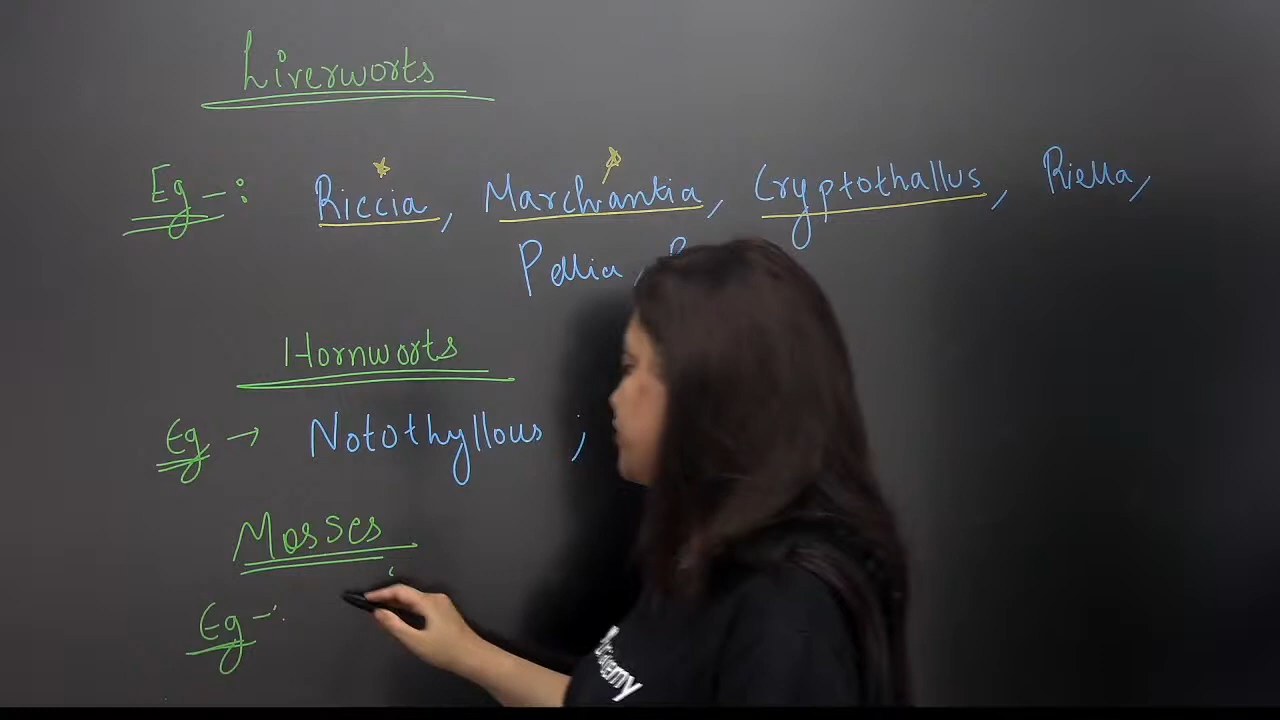 Liverworts
Eg -: Riccia, Marchantia, Cryptothallus, Riella,
Pellia,
Hornworts
Eg → Notothyllous ;
Mosses
Eg -: